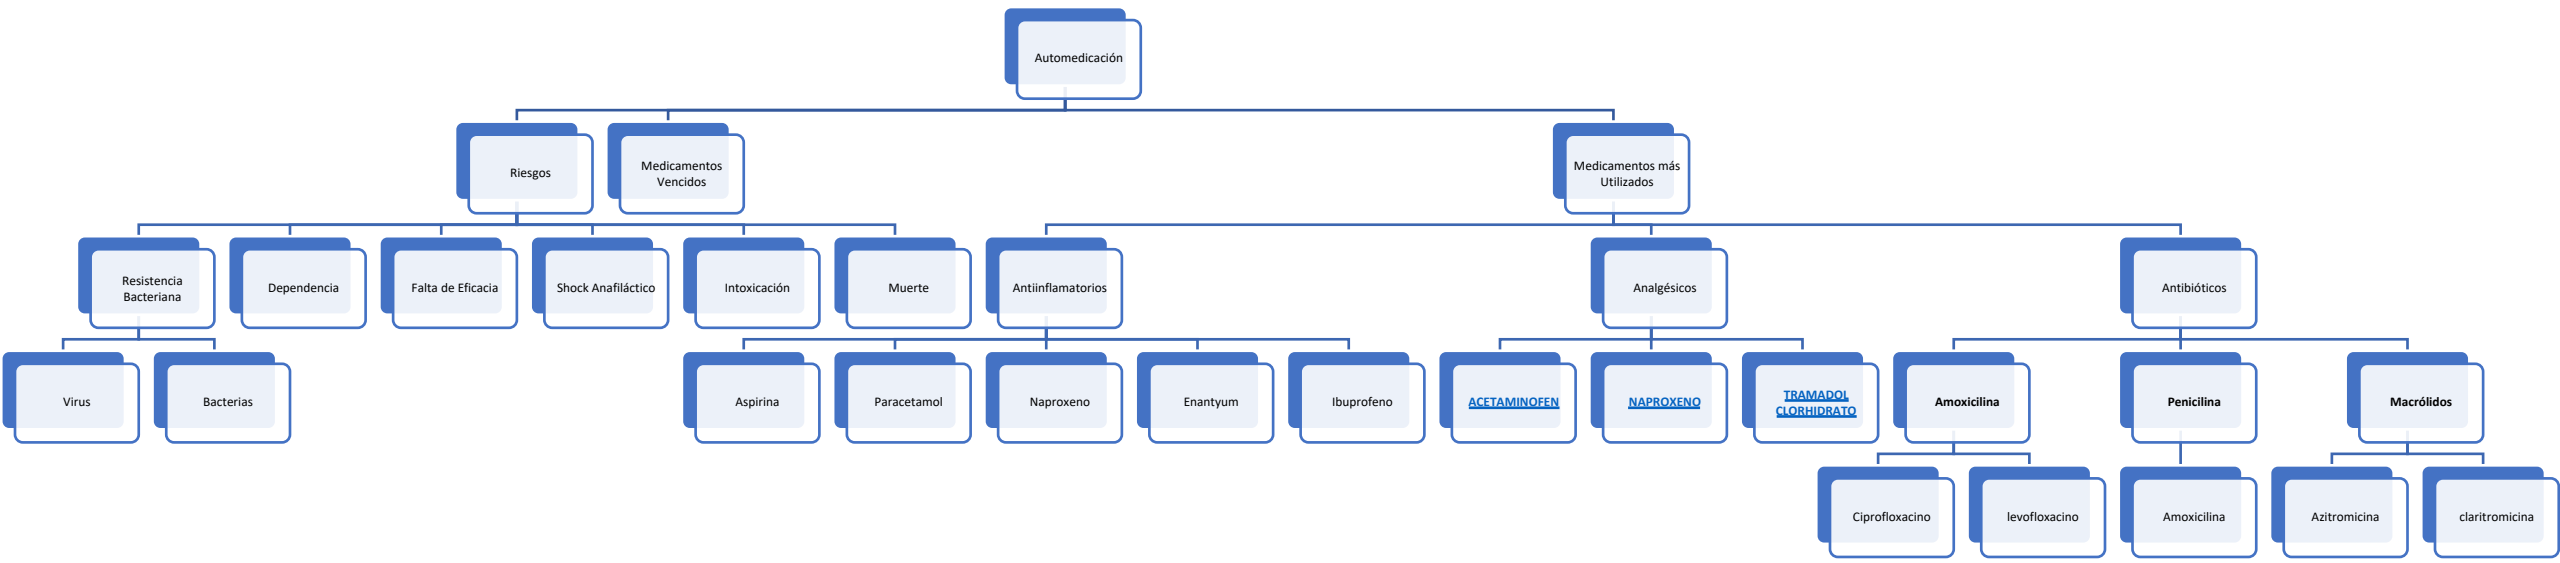 Automedicación
Riesgos
Medicamentos
Vencidos
Medicamentos más
Utilizados
Resistencia
Bacteriana
Dependencia
Falta de Eficacia
Shock Anafiláctico
Intoxicación
Muerte
Antiinflamatorios
Analgésicos
Antibióticos
Virus
Bacterias
Aspirina
Paracetamol
Naproxeno
Enantyum
Ibuprofeno
ACETAMINOFEN
NAPROXENO
TRAMADOL
CLORHIDRATO
Amoxicilina
Penicilina
Macrólidos
Ciprofloxacino
levofloxacino
Amoxicilina
Azitromicina
claritromicina